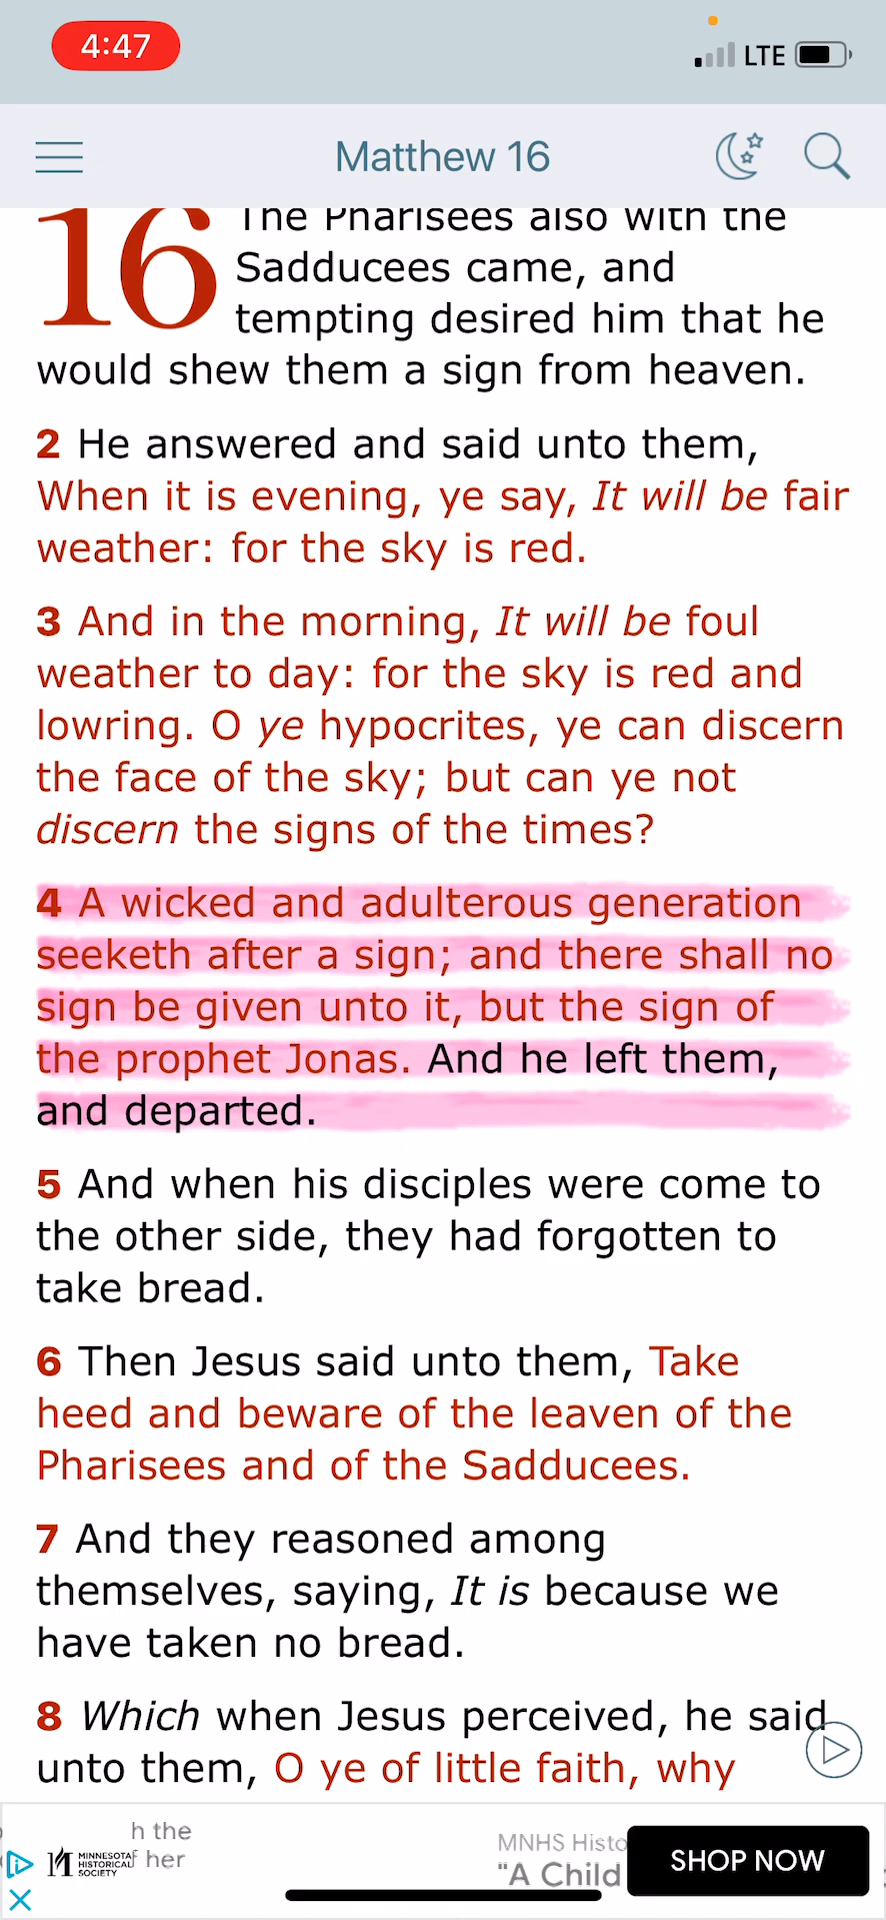 4:47
LTE
Matthew 16
16 The Pharisees also with the
Sadducees came, and
tempting desired him that he
would shew them a sign from heaven.
2 He answered and said unto them,
When it is evening, ye say, It will be fair
weather: for the sky is red.
3 And in the morning, It will be foul
weather to day: for the sky is red and
lowring. O ye hypocrites, ye can discern
the face of the sky; but can ye not
discern the signs of the times?
4 A wicked and adulterous generation
seeketh after a sign; and there shall no
sign be given unto it, but the sign of
the prophet Jonas. And he left them,
and departed.
5 And when his disciples were come to
the other side, they had forgotten to
take bread.
6 Then Jesus said unto them, Take
heed and beware of the leaven of the
Pharisees and of the Sadducees.
7 And they reasoned among
themselves, saying, It is because we
have taken no bread.
8 Which when Jesus perceived, he said
unto them, O ye of little faith, why
h the
her
MINNESOTA
HISTORICAL
SOCIETY
MNHS Histo
"A Child
SHOP NOW